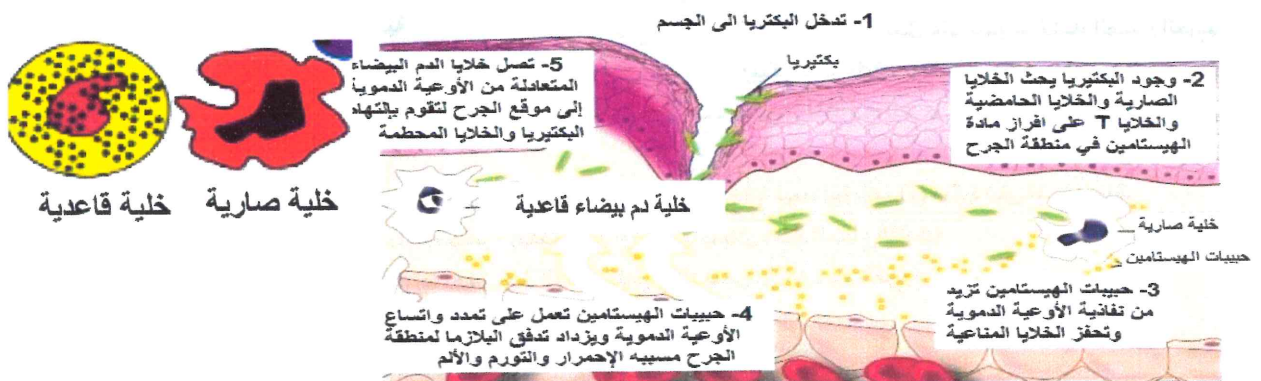 1- تدخل البكتريا الى الجسم
بكتيريا
2- وجود البكتيريا يحث الخلايا
الصارية والخلايا الحامضية
والخلايا T على افراز مادة
الهيستامين في منطقة الجرح
5- تصل خلايا الدم البيضاء
المتعادلة من الأوعية الدموية
إلى موقع الجرح لتقوم بإلتهاد
البكتيريا والخلايا المحطمة
خلية صارية
خلية قاعدية
خلية دم بيضاء قاعدية
خلية صارية
حبيبات الهيستامين
3- حبيبات الهيستامين تزيد
من نفاذية الأوعية الدموية
وتحفز الخلايا المناعية
4- حبيبات الهيستامين تعمل على تمدد واتساع
الأوعية الدموية ويزداد تدفق البلازما لمنطقة
الجرح مسببه الإحمرار والتورم والألم